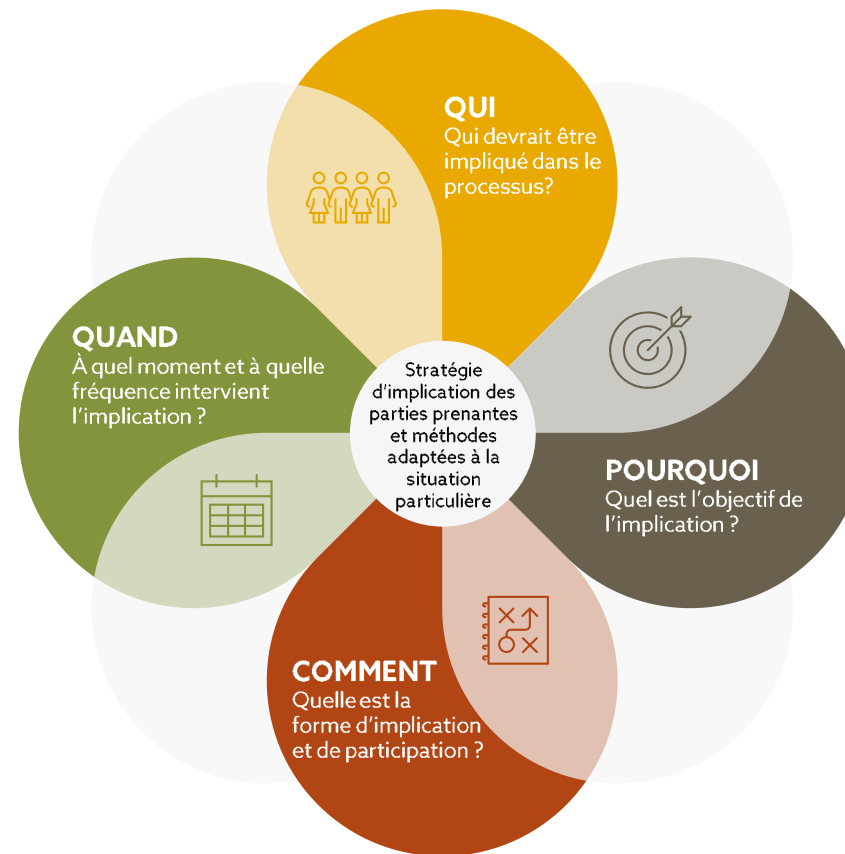 QUI
Qui devrait être
impliqué dans le
processus?
QUAND
À quel moment et à quelle
fréquence intervient
l'implication ?
Stratégie
d'implication des
parties prenantes
et méthodes
adaptées à la
situation
particulière
POURQUOI
Quel est l'objectif de
l'implication ?
COMMENT
Quelle est la
forme d'implication
et de participation ?